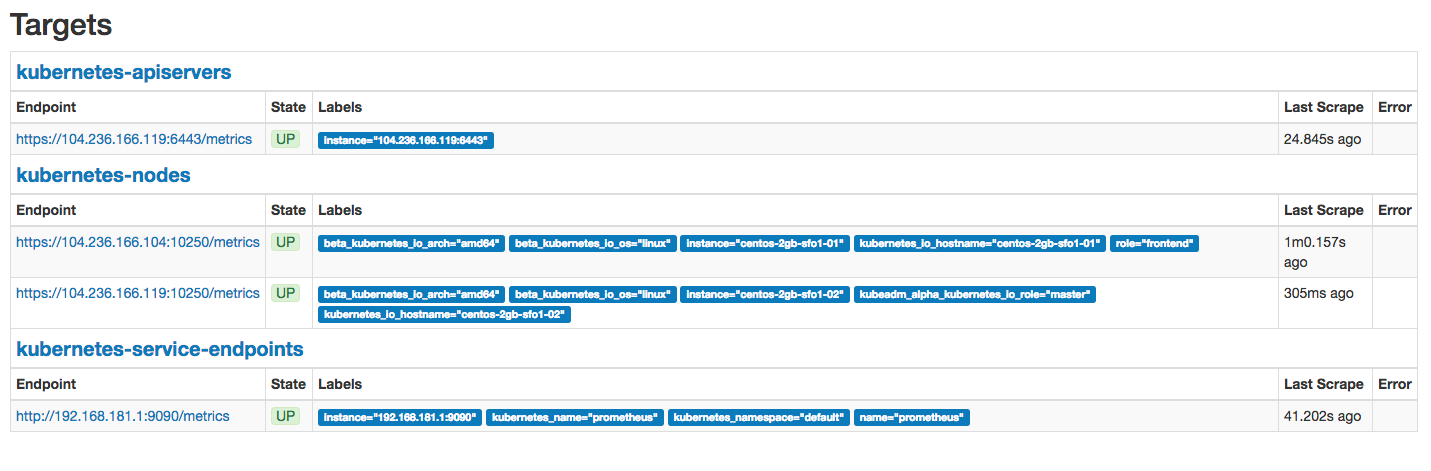 Targets
kubernetes-apiservers
Endpoint State Labels Last Scrape Error
https://104.236.166.119:6443/metrics UP instance="104.236.166.119:6443" 24.845s ago
kubernetes-nodes
Endpoint State Labels Last Scrape Error
https://104.236.166.104:10250/metrics UP beta_kubernetes_io_arch="amd64" beta_kubernetes_io_os="linux" instance="centos-2gb-sfo1-01" kubernetes_io_hostname="centos-2gb-sfo1-01" role="frontend" 1m0.157s
ago
https://104.236.166.119:10250/metrics UP beta_kubernetes_io_arch="amd64" beta_kubernetes_io_os="linux" instance="centos-2gb-sfo1-02" kubeadm_alpha_kubernetes_io_role="master" 305ms ago
kubernetes_io_hostname="centos-2gb-sfo1-02"
kubernetes-service-endpoints
Endpoint State Labels Last Scrape Error
http://192.168.181.1:9090/metrics UP instance="192.168.181.1:9090" kubernetes_name="prometheus" kubernetes_namespace="default" name="prometheus" 41.202s ago